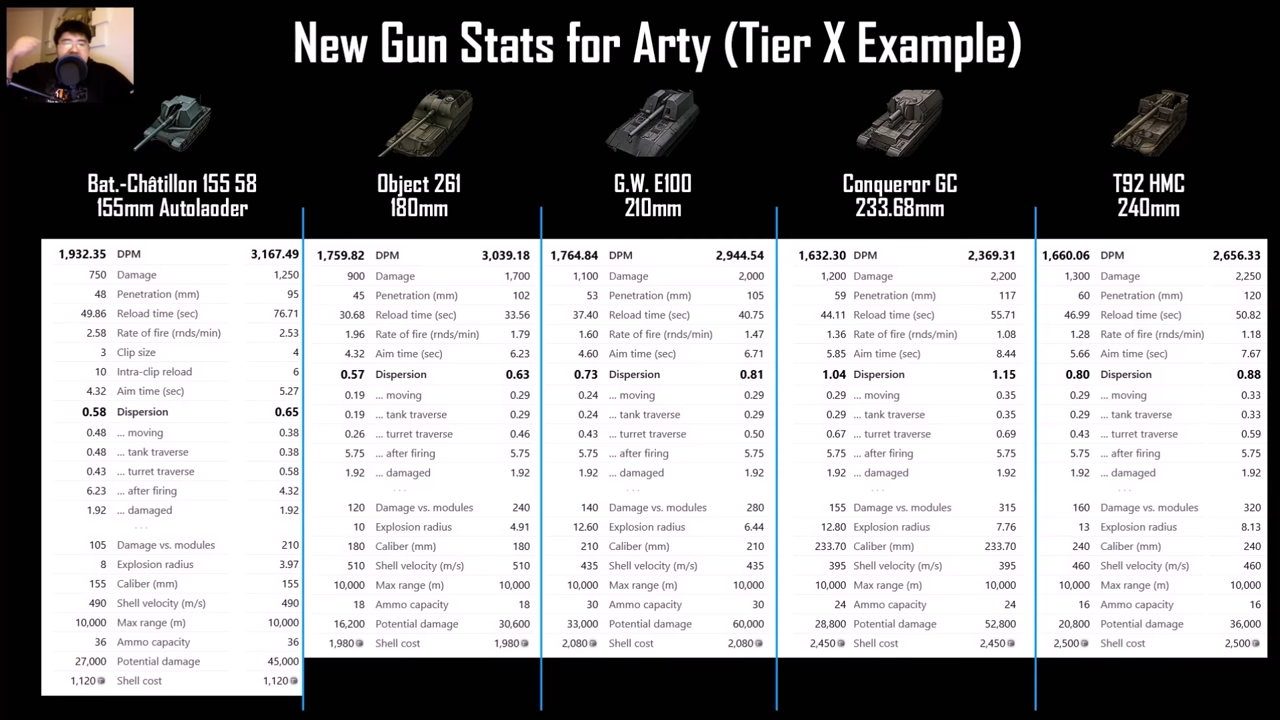 New Gun Stats for Arty (Tier X Example)
Bat.-Châtillon 155 58
155mm Autolaoder
1,932.35 DPM 3,167.49
750 Damage 1,250
48 Penetration (mm) 95
49.86 Reload time (sec) 76.71
2.58 Rate of fire (rnds/min) 2.53
3 Clip size 4
10 Intra-clip reload 6
4.32 Aim time (sec) 5.27
0.58 Dispersion 0.65
0.48 ... moving 0.38
0.48 ... tank traverse 0.38
0.43 ... turret traverse 0.58
6.23 ... after firing 4.32
1.92 ... damaged 1.92
...
105 Damage vs. modules 210
8 Explosion radius 3.97
155 Caliber (mm) 155
490 Shell velocity (m/s) 490
10,000 Max range (m) 10,000
36 Ammo capacity 36
27,000 Potential damage 45,000
1,120 Shell cost 1,120
Object 261
180mm
1,759.82 DPM 3,039.18
900 Damage 1,700
45 Penetration (mm) 102
30.68 Reload time (sec) 33.56
1.96 Rate of fire (rnds/min) 1.79
4.32 Aim time (sec) 6.23
0.57 Dispersion 0.63
0.19 ... moving 0.29
0.19 ... tank traverse 0.29
0.26 ... turret traverse 0.46
5.75 ... after firing 5.75
1.92 ... damaged 1.92
...
120 Damage vs. modules 240
10 Explosion radius 4.91
180 Caliber (mm) 180
510 Shell velocity (m/s) 510
10,000 Max range (m) 10,000
18 Ammo capacity 18
16,200 Potential damage 30,600
1,980 Shell cost 1,980
G.W. E100
210mm
1,764.84 DPM 2,944.54
1,100 Damage 2,000
53 Penetration (mm) 105
37.40 Reload time (sec) 40.75
1.60 Rate of fire (rnds/min) 1.47
4.60 Aim time (sec) 6.71
0.73 Dispersion 0.81
0.24 ... moving 0.29
0.24 ... tank traverse 0.29
0.43 ... turret traverse 0.50
5.75 ... after firing 5.75
1.92 ... damaged 1.92
...
140 Damage vs. modules 280
12.60 Explosion radius 6.44
210 Caliber (mm) 210
435 Shell velocity (m/s) 435
10,000 Max range (m) 10,000
30 Ammo capacity 30
33,000 Potential damage 60,000
2,080 Shell cost 2,080
Conqueror GC
233.68mm
1,632.30 DPM 2,369.31
1,200 Damage 2,200
59 Penetration (mm) 117
44.11 Reload time (sec) 55.71
1.36 Rate of fire (rnds/min) 1.08
5.85 Aim time (sec) 8.44
1.04 Dispersion 1.15
0.29 ... moving 0.35
0.29 ... tank traverse 0.35
0.67 ... turret traverse 0.69
5.75 ... after firing 5.75
1.92 ... damaged 1.92
...
155 Damage vs. modules 315
12.80 Explosion radius 7.76
233.70 Caliber (mm) 233.70
395 Shell velocity (m/s) 395
10,000 Max range (m) 10,000
24 Ammo capacity 24
28,800 Potential damage 52,800
2,450 Shell cost 2,450
T92 HMC
240mm
1,660.06 DPM 2,656.33
1,300 Damage 2,250
60 Penetration (mm) 120
46.99 Reload time (sec) 50.82
1.28 Rate of fire (rnds/min) 1.18
5.66 Aim time (sec) 7.67
0.80 Dispersion 0.88
0.29 ... moving 0.33
0.29 ... tank traverse 0.33
0.43 ... turret traverse 0.59
5.75 ... after firing 5.75
1.92 ... damaged 1.92
...
160 Damage vs. modules 320
13 Explosion radius 8.13
240 Caliber (mm) 240
460 Shell velocity (m/s) 460
10,000 Max range (m) 10,000
16 Ammo capacity 16
20,800 Potential damage 36,000
2,500 Shell cost 2,500